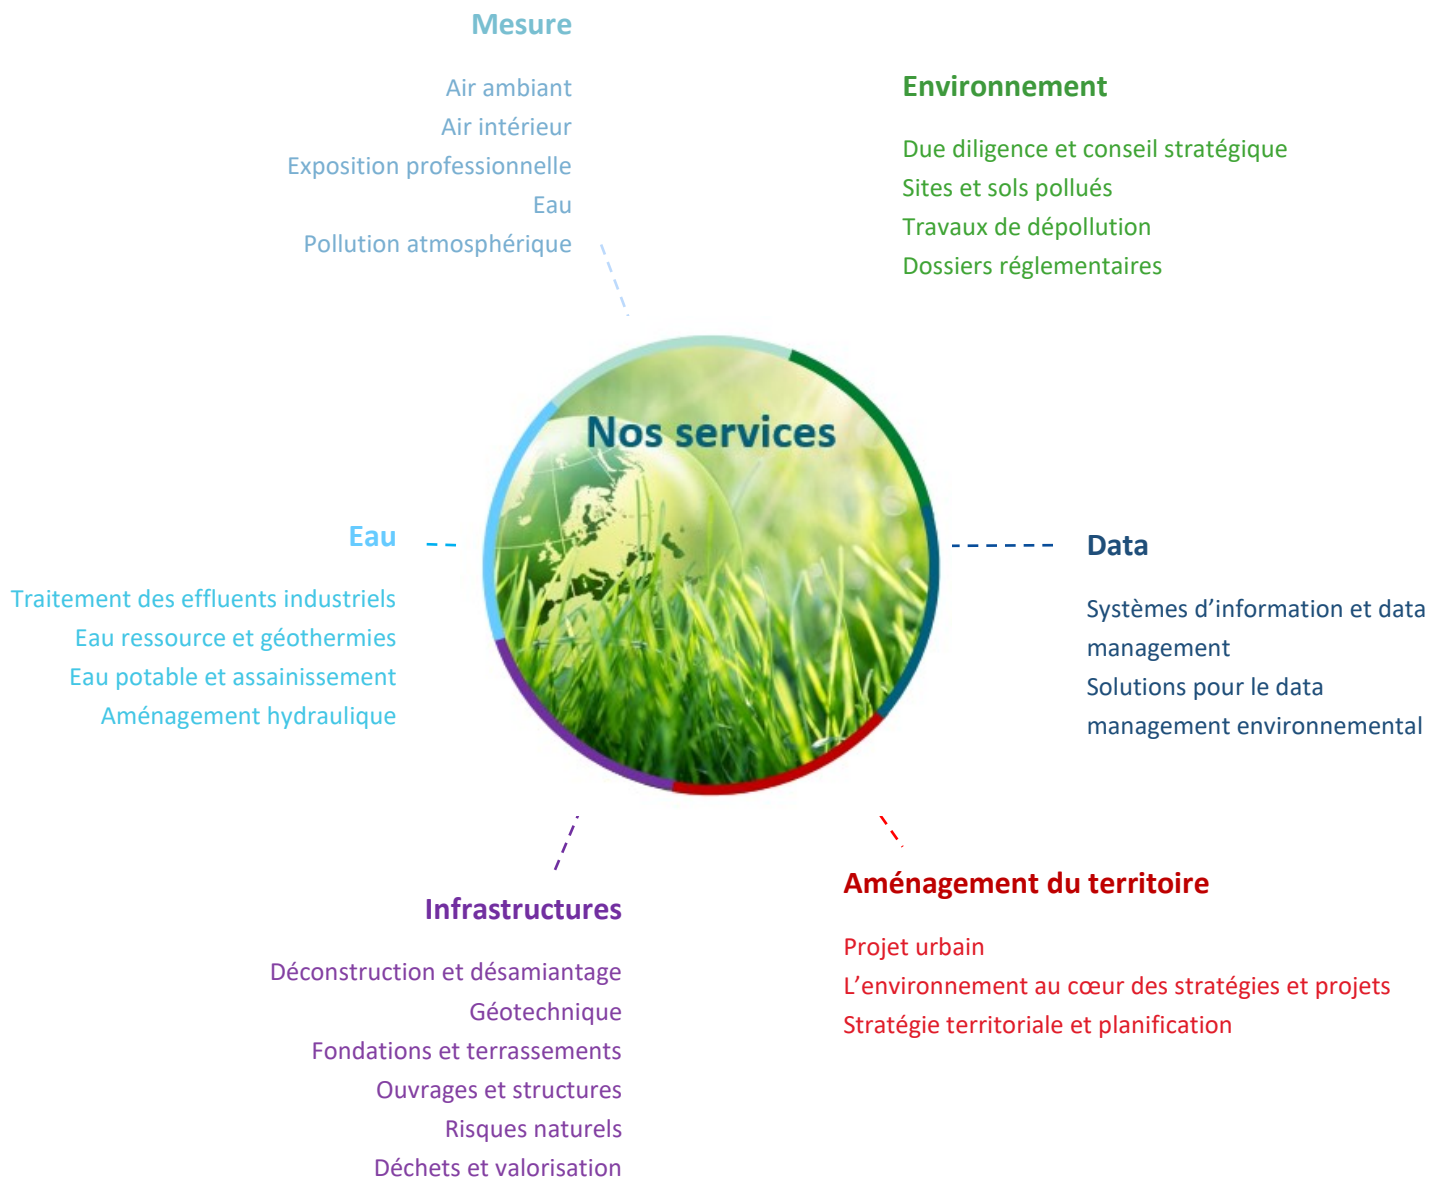 Mesure
Air ambiant
Air intérieur
Exposition professionnelle
Eau
Pollution atmosphérique
Environnement
Due diligence et conseil stratégique
Sites et sols pollués
Travaux de dépollution
Dossiers réglementaires
Nos services
Eau
Traitement des effluents industriels
Eau ressource et géothermies
Eau potable et assainissement
Aménagement hydraulique
Data
Systèmes d’information et data
management
Solutions pour le data
management environnemental
Infrastructures
Déconstruction et désamiantage
Géotechnique
Fondations et terrassements
Ouvrages et structures
Risques naturels
Déchets et valorisation
Aménagement du territoire
Projet urbain
L’environnement au cœur des stratégies et projets
Stratégie territoriale et planification